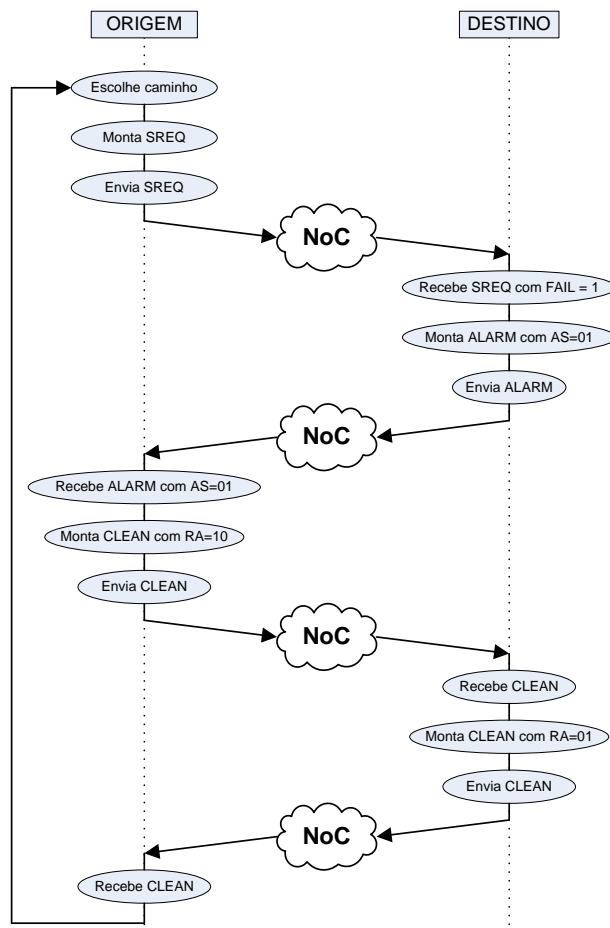 ORIGEM
DESTINO
Escolhe caminho
Monta SREQ
Envia SREQ
NoC
Recebe SREQ com FAIL = 1
Monta ALARM com AS=01
Envia ALARM
NoC
Recebe ALARM com AS=01
Monta CLEAN com RA=10
Envia CLEAN
NoC
Recebe CLEAN
Monta CLEAN com RA=01
Envia CLEAN
NoC
Recebe CLEAN